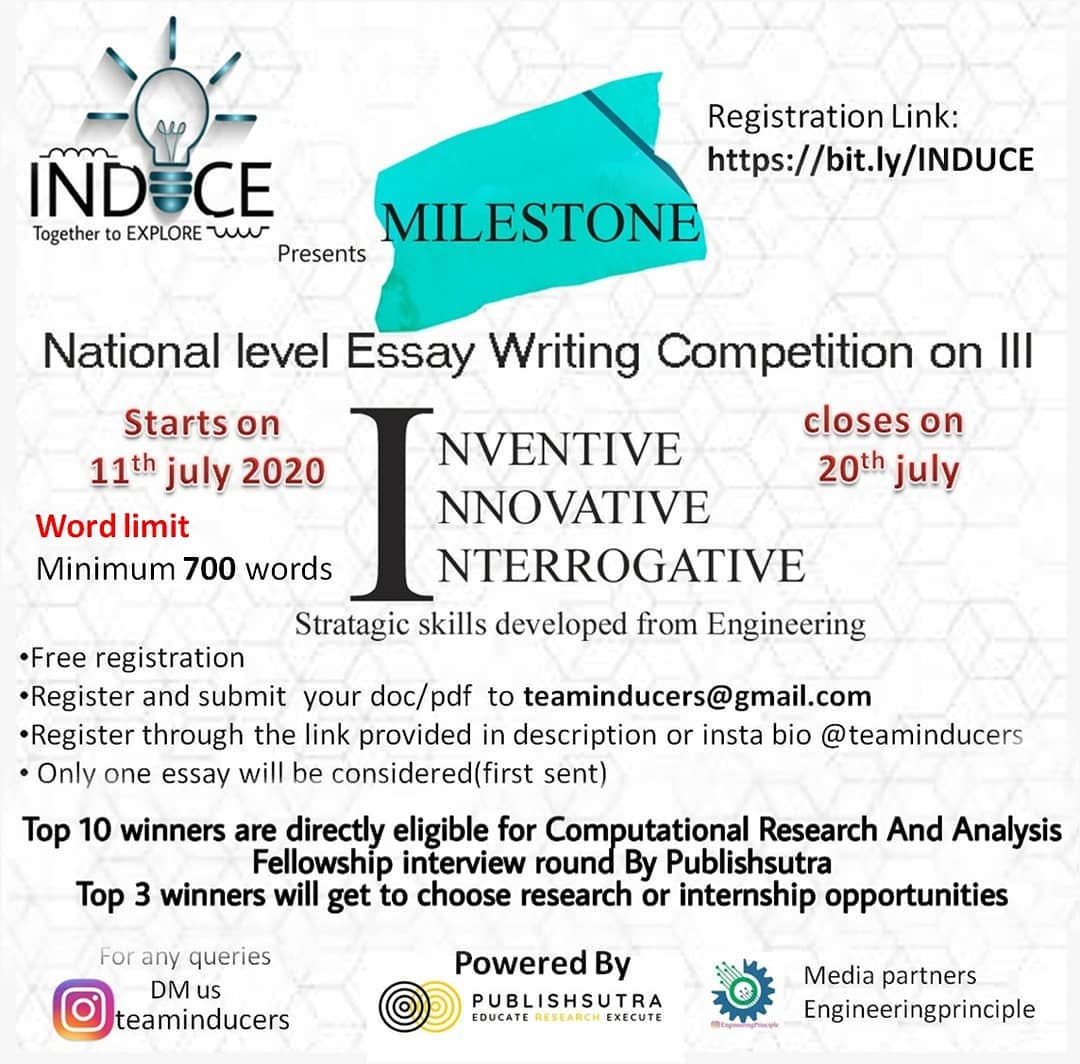 INDUCE
Together to EXPLORE
Presents
MILESTONE
Registration Link:
https://bit.ly/INDUCE
National level Essay Writing Competition on III
Starts on
11th july 2020
closes on
20th july
Word limit
Minimum 700 words
INVENTIVE
INNOVATIVE
INTERROGATIVE
Stratagic skills developed from Engineering
•Free registration
•Register and submit your doc/pdf to teaminducers@gmail.com
•Register through the link provided in description or insta bio @teaminducers
• Only one essay will be considered(first sent)
Top 10 winners are directly eligible for Computational Research And Analysis
Fellowship interview round By Publishsutra
Top 3 winners will get to choose research or internship opportunities
For any queries
DM us
teaminducers
Powered By
PUBLISHSUTRA
EDUCATE RESEARCH EXECUTE
@EngineeringPrinciple
Media partners
Engineeringprinciple